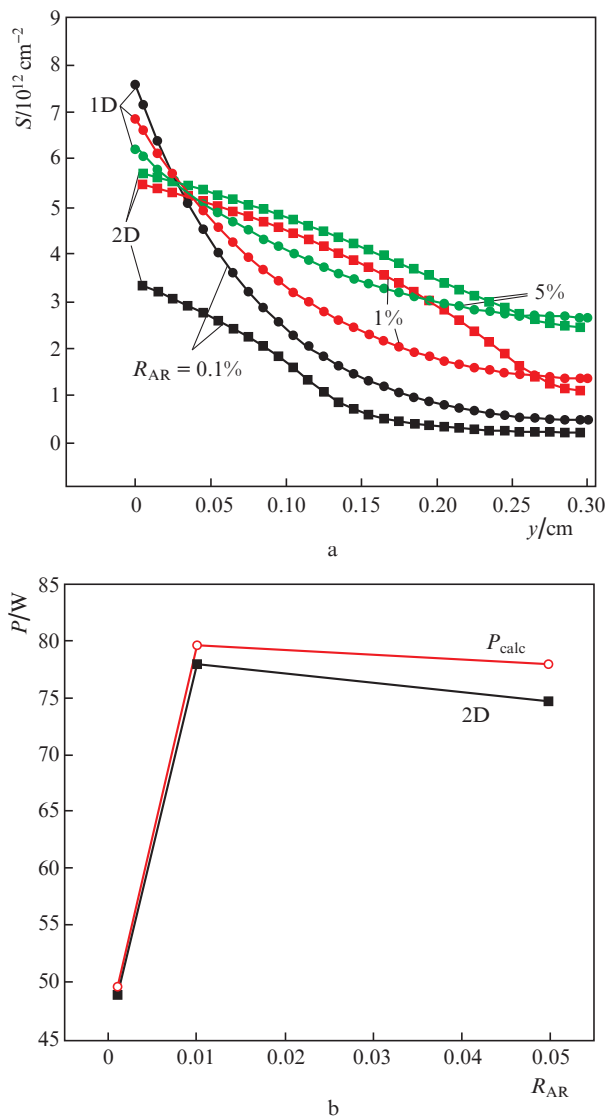 S/10¹² cm⁻²
9
8
7
6
5
4
3
2
1
0
1D
2D
R_AR = 0.1%
1%
5%
0 0.05 0.10 0.15 0.20 0.25 0.30
y/cm
a
P/W
85
80
75
70
65
60
55
50
45
P_calc
2D
0 0.01 0.02 0.03 0.04 0.05
R_AR
b